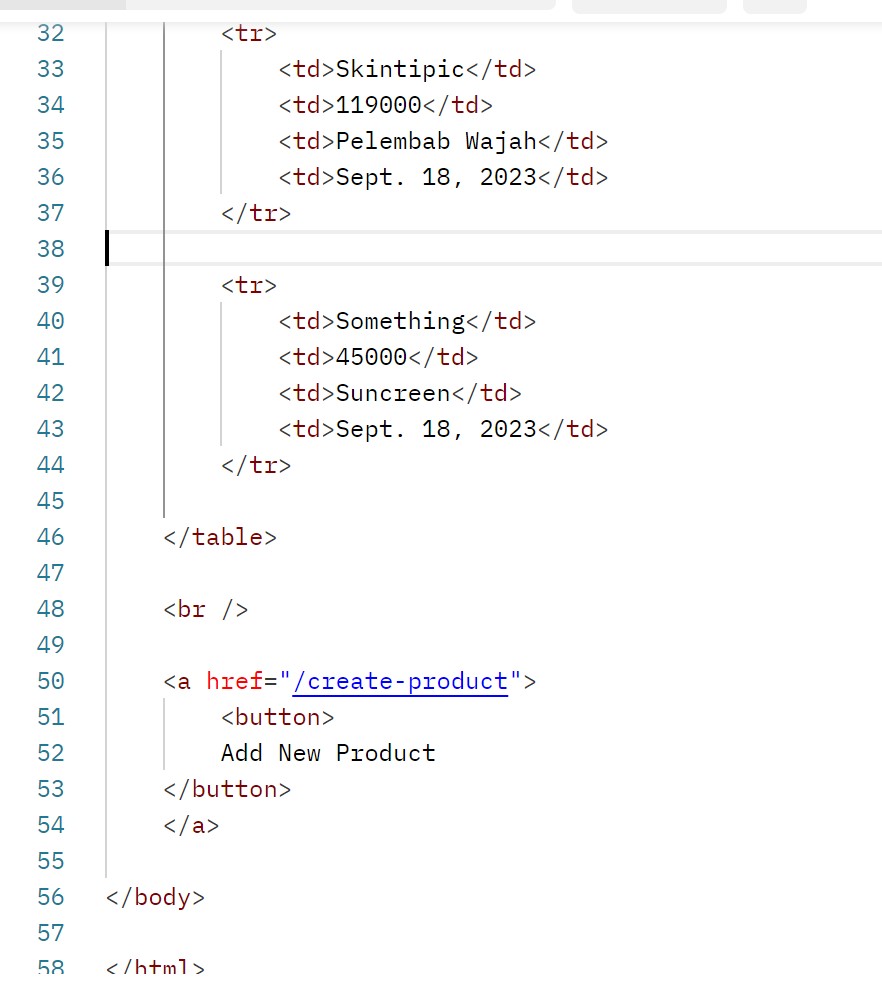 32 <tr>
33 <td>Skintipic</td>
34 <td>119000</td>
35 <td>Pelembab Wajah</td>
36 <td>Sept. 18, 2023</td>
37 </tr>
38
39 <tr>
40 <td>Something</td>
41 <td>45000</td>
42 <td>Suncreen</td>
43 <td>Sept. 18, 2023</td>
44 </tr>
45
46 </table>
47
48 <br />
49
50 <a href="/create-product">
51 <button>
52 Add New Product
53 </button>
54 </a>
55
56 </body>
57
58 </html>